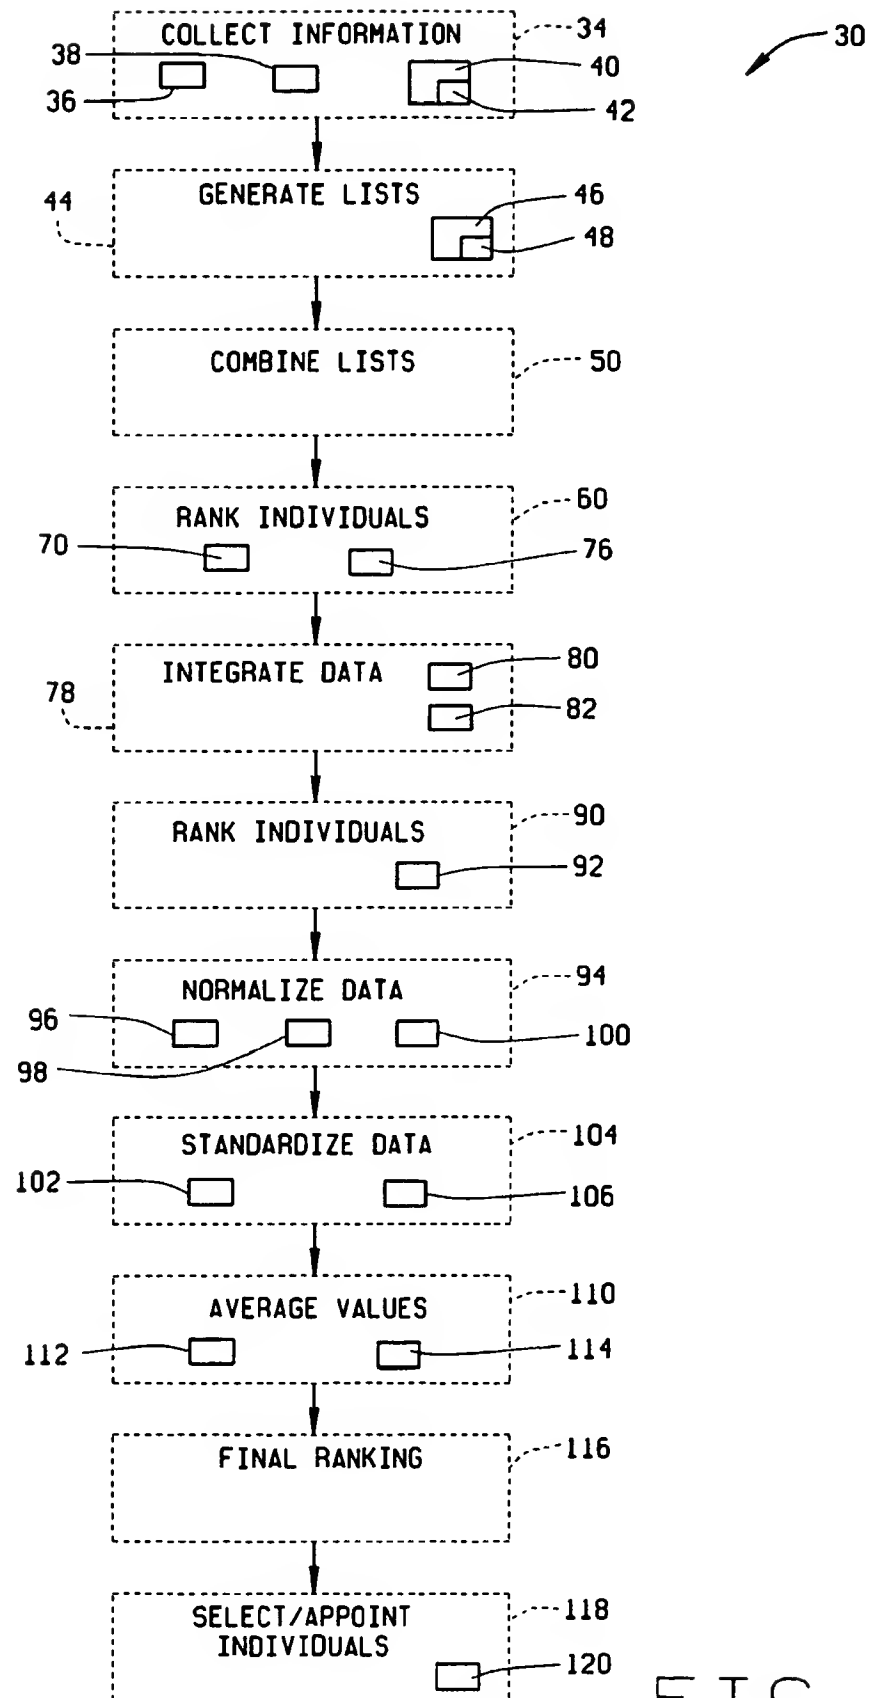 COLLECT INFORMATION
34
30
38
40
36
42
GENERATE LISTS
44
46
48
COMBINE LISTS
50
RANK INDIVIDUALS
60
70
76
INTEGRATE DATA
80
78
82
RANK INDIVIDUALS
90
92
NORMALIZE DATA
94
96
98
100
STANDARDIZE DATA
104
102
106
AVERAGE VALUES
110
112
114
FINAL RANKING
116
SELECT/APPOINT
INDIVIDUALS
118
120